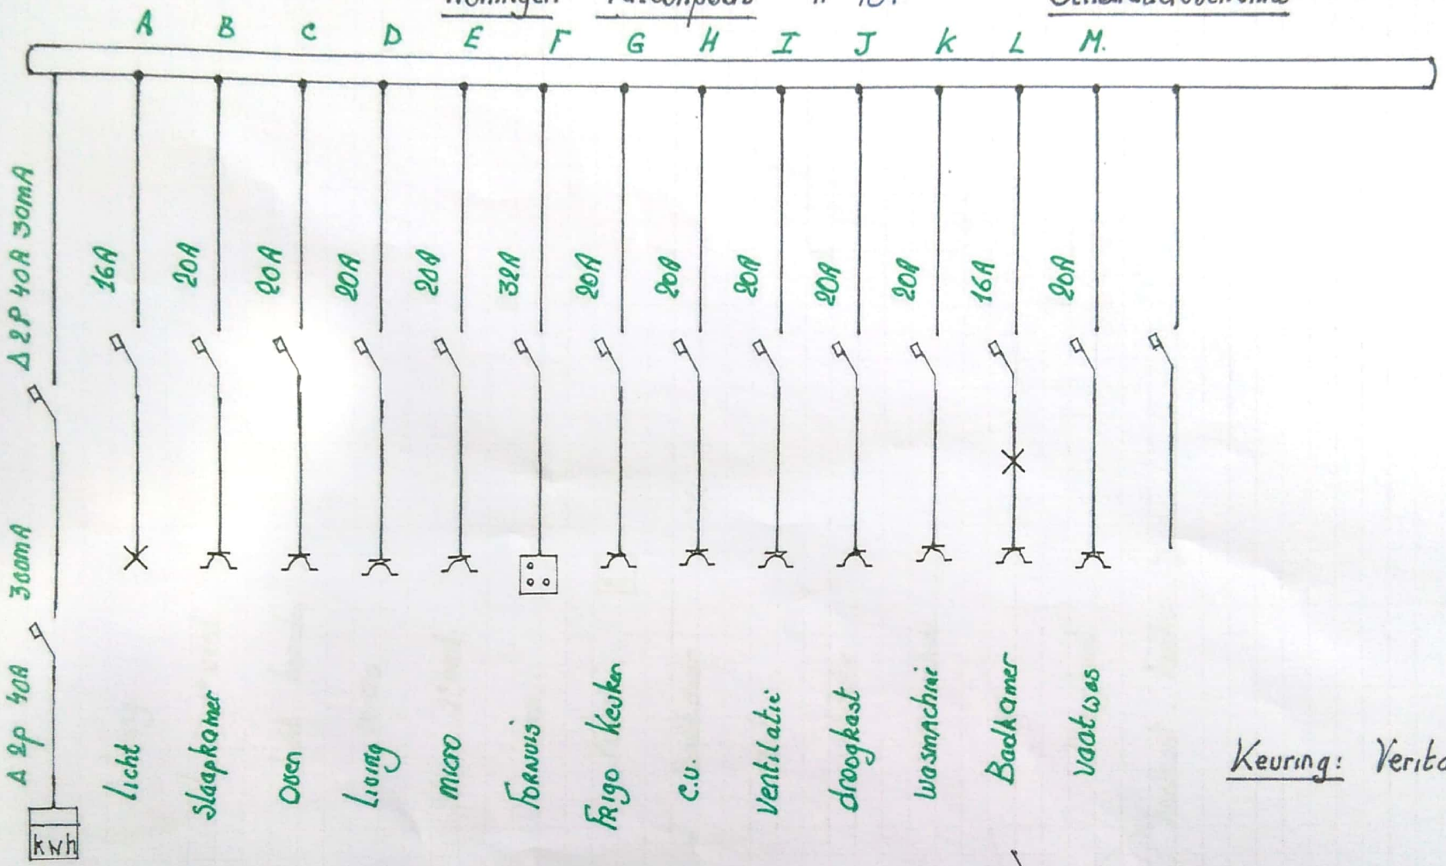 Woningen
A B C D E F G H I J K L M.
Δ 2P 40A 30mA
16A 20A 20A 20A 20A 32A 20A 20A 20A 20A 20A 16A 20A
300mA
Δ 2p 40A
Licht
Slaapkamer
Oven
Living
Micro
Fornuis
Frigo Keuken
C.V.
Ventilatie
droogkast
wasmachine
Badkamer
Vaatwas
Keuring:
kWh